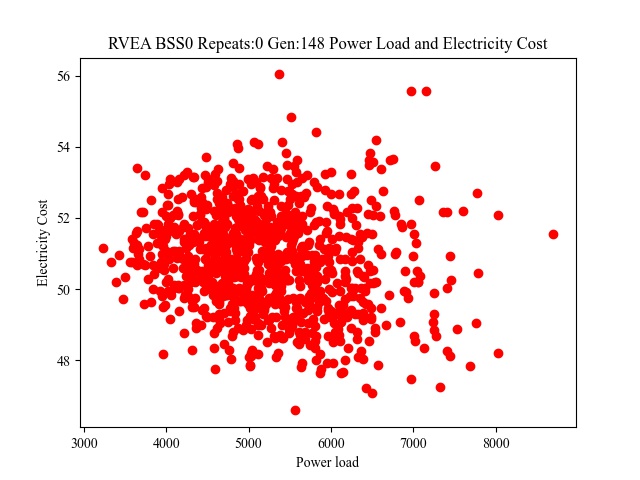 RVEA BSS0 Repeats:0 Gen:148 Power Load and Electricity Cost
56
54
52
50
48
Electricity Cost
3000 4000 5000 6000 7000 8000
Power load